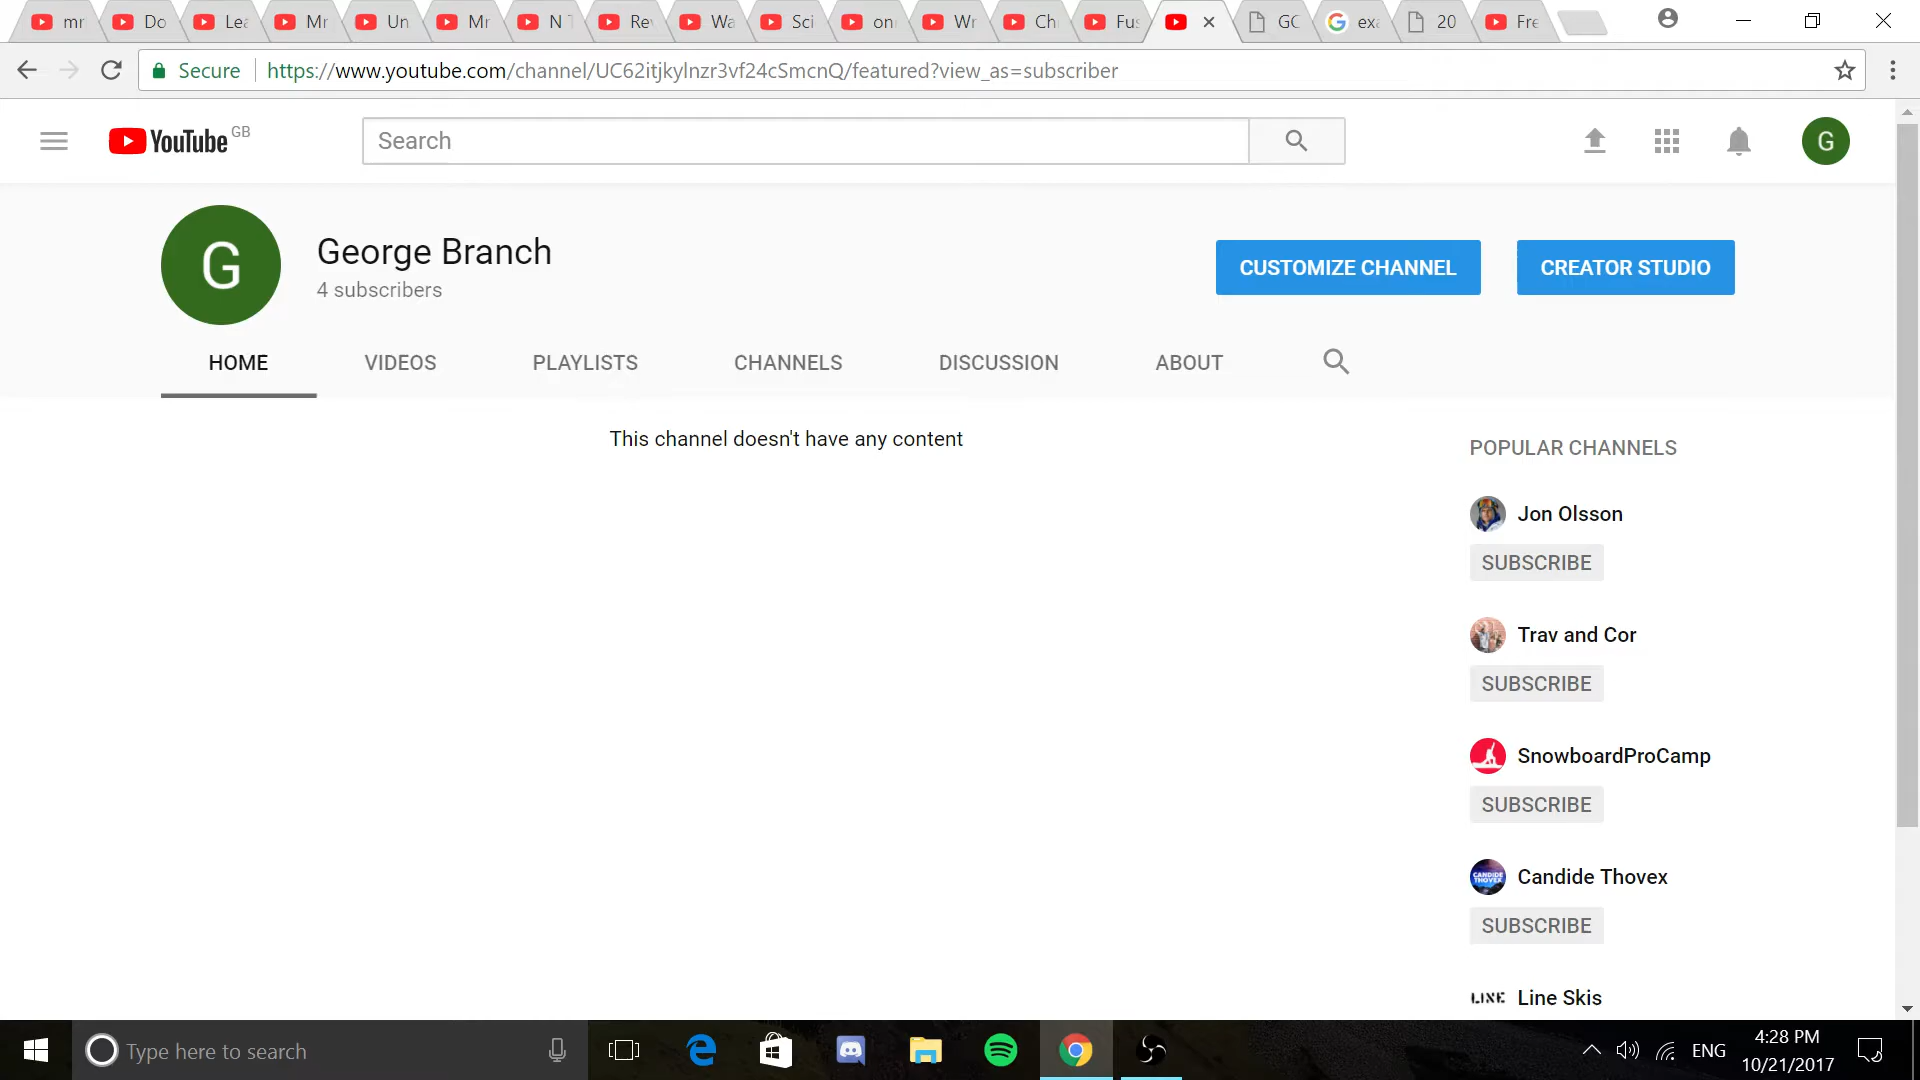 mr Do Lea Mr Un Mr N T Rev Wa Sci on Wr Ch Fus GC exa 20 Fre
Secure https://www.youtube.com/channel/UC62itjkylnzr3vf24cSmcnQ/featured?view_as=subscriber
YouTube GB Search G
G
George Branch
4 subscribers
CUSTOMIZE CHANNEL CREATOR STUDIO
HOME VIDEOS PLAYLISTS CHANNELS DISCUSSION ABOUT
This channel doesn't have any content
POPULAR CHANNELS
Jon Olsson
SUBSCRIBE
Trav and Cor
SUBSCRIBE
SnowboardProCamp
SUBSCRIBE
CANDIDE THOVEX Candide Thovex
SUBSCRIBE
LINE Line Skis
Type here to search ENG 4:28 PM
10/21/2017